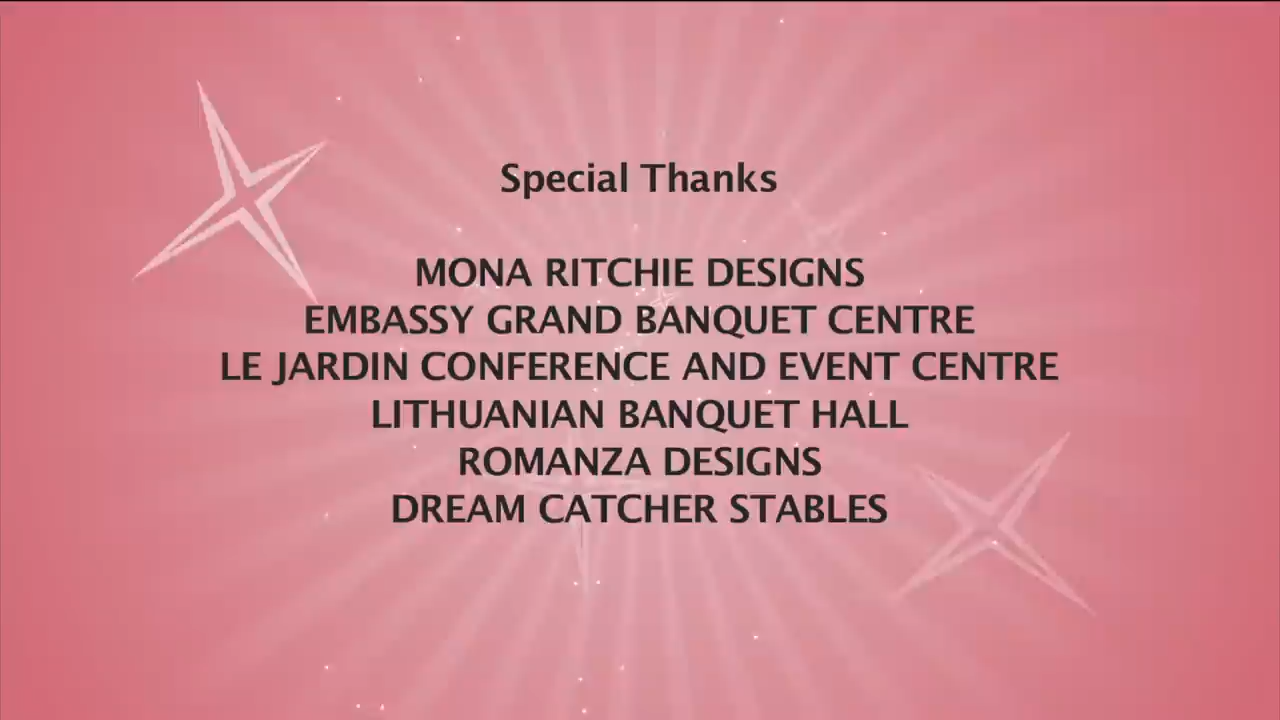 Special Thanks
MONA RITCHIE DESIGNS
EMBASSY GRAND BANQUET CENTRE
LE JARDIN CONFERENCE AND EVENT CENTRE
LITHUANIAN BANQUET HALL
ROMANZA DESIGNS
DREAM CATCHER STABLES